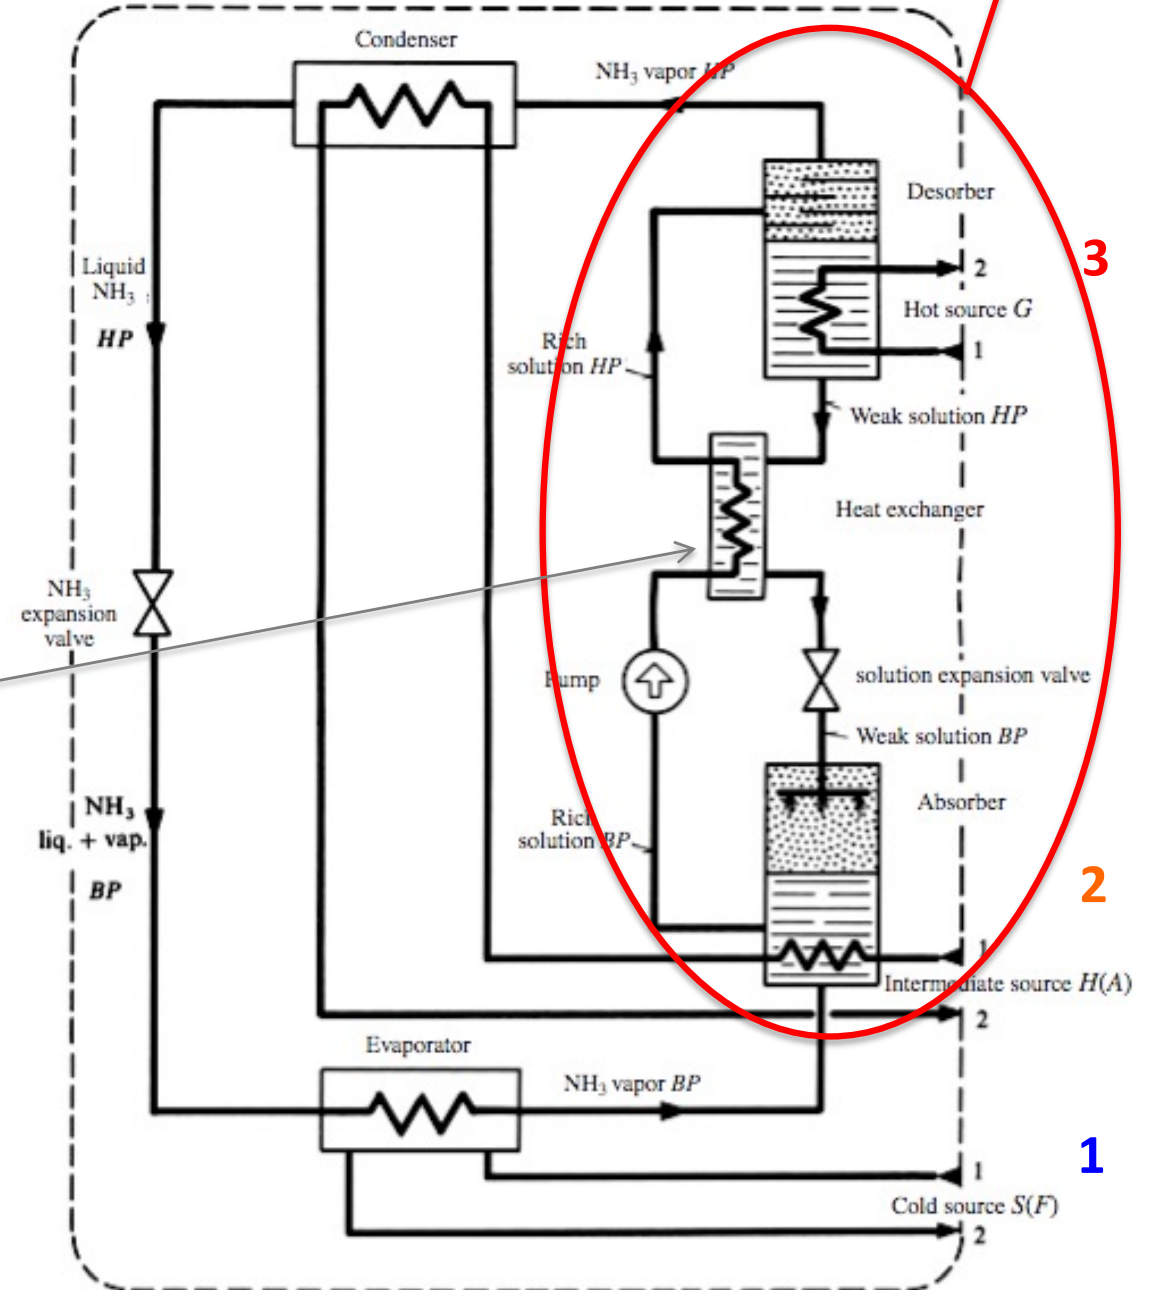 Condenser
NH₃ vapor HP
Desorber
3
2
Hot source G
1
Liquid
NH₃
HP
Rich
solution HP
Weak solution HP
Heat exchanger
NH₃
expansion
valve
Pump
solution expansion valve
Weak solution BP
NH₃
liq. + vap.
BP
Rich
solution BP
Absorber
2
1
Intermediate source H(A)
2
Evaporator
NH₃ vapor BP
1
1
Cold source S(F)
2